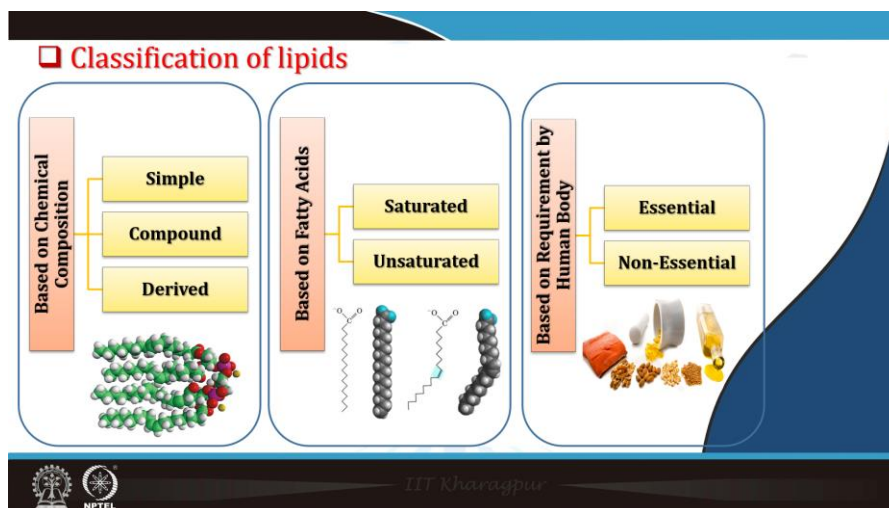 Classification of lipids
Based on Chemical
Composition
Simple
Compound
Derived
Based on Fatty Acids
Saturated
Unsaturated
O
C
O
O
C
O
Based on Requirement by
Human Body
Essential
Non-Essential
NPTEL
®
IIT Kharagpur